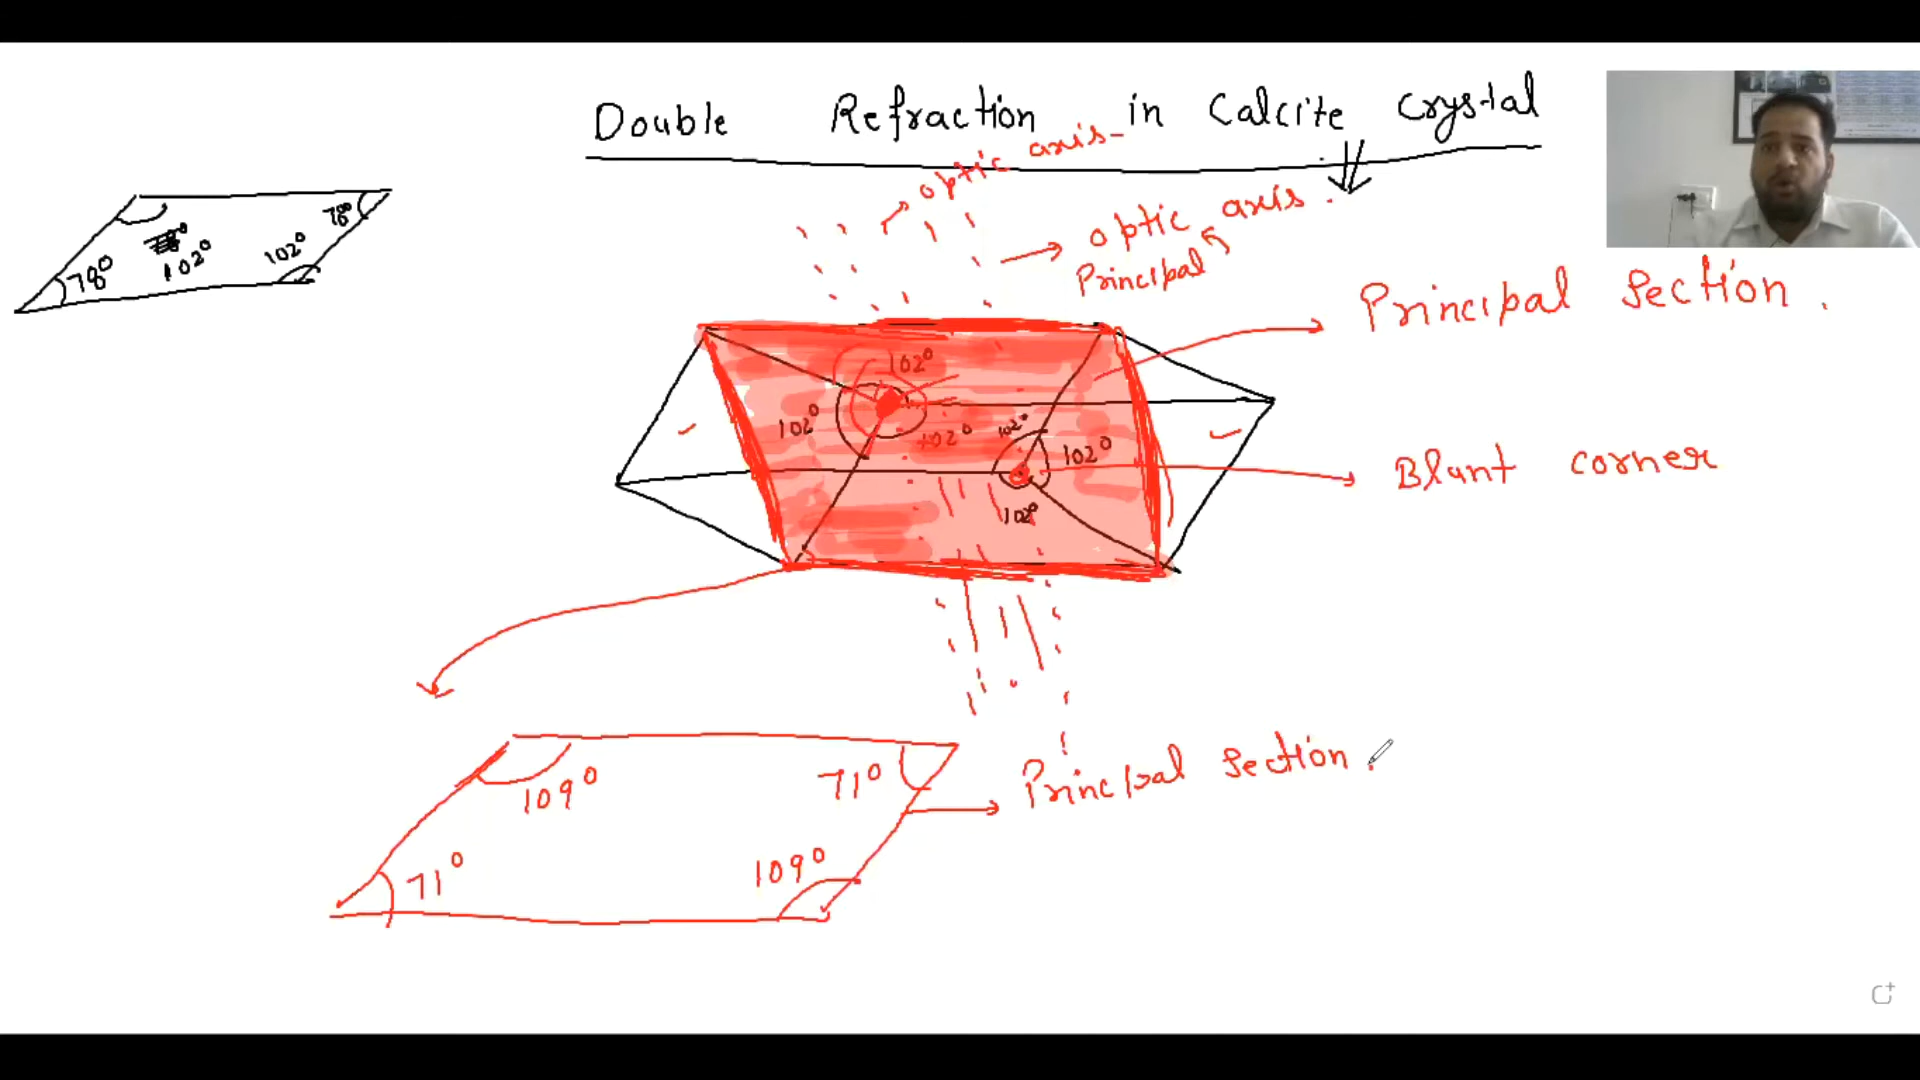 Double Refraction in Calcite Crystal
optic axis
optic axis.
Principal
Principal Section.
78°
102°
102°
78°
102°
102°
102°
102°
102°
102°
Blunt corner
109°
71°
71°
109°
Principal Section.